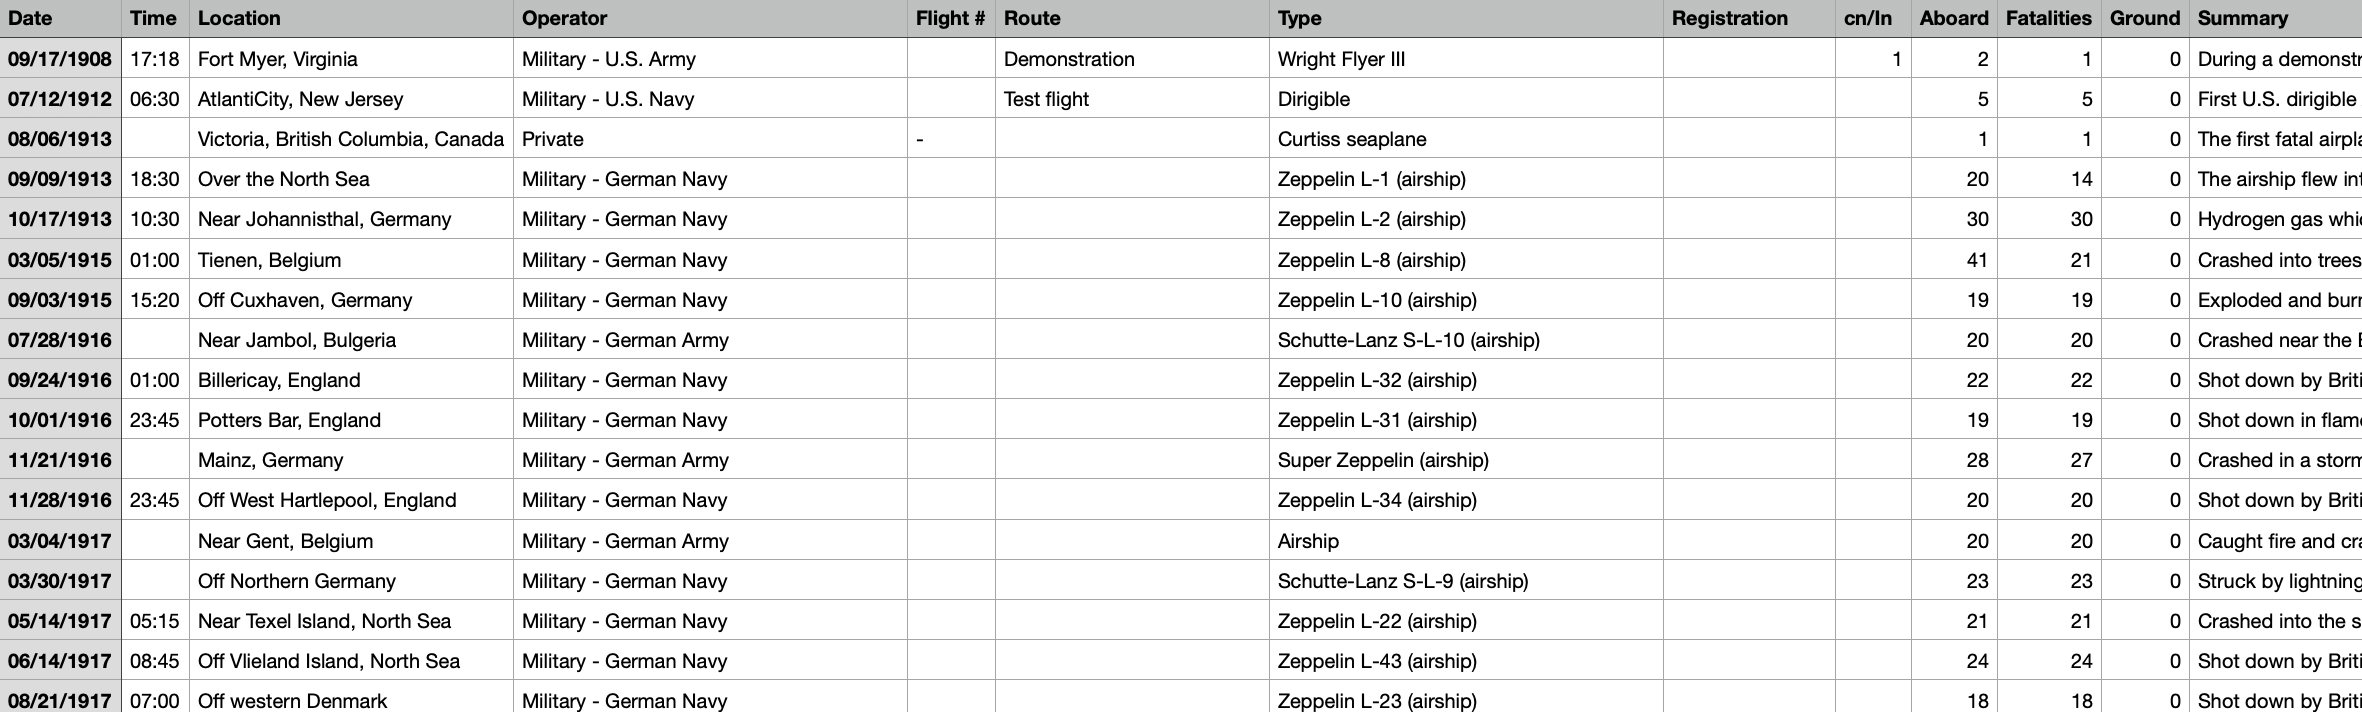 Date Time Location Operator Flight # Route Type Registration cn/In Aboard Fatalities Ground Summary
09/17/1908 17:18 Fort Myer, Virginia Military - U.S. Army Demonstration Wright Flyer III 1 2 1 0 During a demonstr
07/12/1912 06:30 AtlantiCity, New Jersey Military - U.S. Navy Test flight Dirigible 5 5 0 First U.S. dirigible
08/06/1913 Victoria, British Columbia, Canada Private - Curtiss seaplane 1 1 0 The first fatal airpla
09/09/1913 18:30 Over the North Sea Military - German Navy Zeppelin L-1 (airship) 20 14 0 The airship flew int
10/17/1913 10:30 Near Johannisthal, Germany Military - German Navy Zeppelin L-2 (airship) 30 30 0 Hydrogen gas whic
03/05/1915 01:00 Tienen, Belgium Military - German Navy Zeppelin L-8 (airship) 41 21 0 Crashed into trees
09/03/1915 15:20 Off Cuxhaven, Germany Military - German Navy Zeppelin L-10 (airship) 19 19 0 Exploded and burn
07/28/1916 Near Jambol, Bulgeria Military - German Army Schutte-Lanz S-L-10 (airship) 20 20 0 Crashed near the B
09/24/1916 01:00 Billericay, England Military - German Navy Zeppelin L-32 (airship) 22 22 0 Shot down by Briti
10/01/1916 23:45 Potters Bar, England Military - German Navy Zeppelin L-31 (airship) 19 19 0 Shot down in flame
11/21/1916 Mainz, Germany Military - German Army Super Zeppelin (airship) 28 27 0 Crashed in a storm
11/28/1916 23:45 Off West Hartlepool, England Military - German Navy Zeppelin L-34 (airship) 20 20 0 Shot down by Briti
03/04/1917 Near Gent, Belgium Military - German Army Airship 20 20 0 Caught fire and cra
03/30/1917 Off Northern Germany Military - German Navy Schutte-Lanz S-L-9 (airship) 23 23 0 Struck by lightning
05/14/1917 05:15 Near Texel Island, North Sea Military - German Navy Zeppelin L-22 (airship) 21 21 0 Crashed into the s
06/14/1917 08:45 Off Vlieland Island, North Sea Military - German Navy Zeppelin L-43 (airship) 24 24 0 Shot down by Briti
08/21/1917 07:00 Off western Denmark Military - German Navy Zeppelin L-23 (airship) 18 18 0 Shot down by Briti